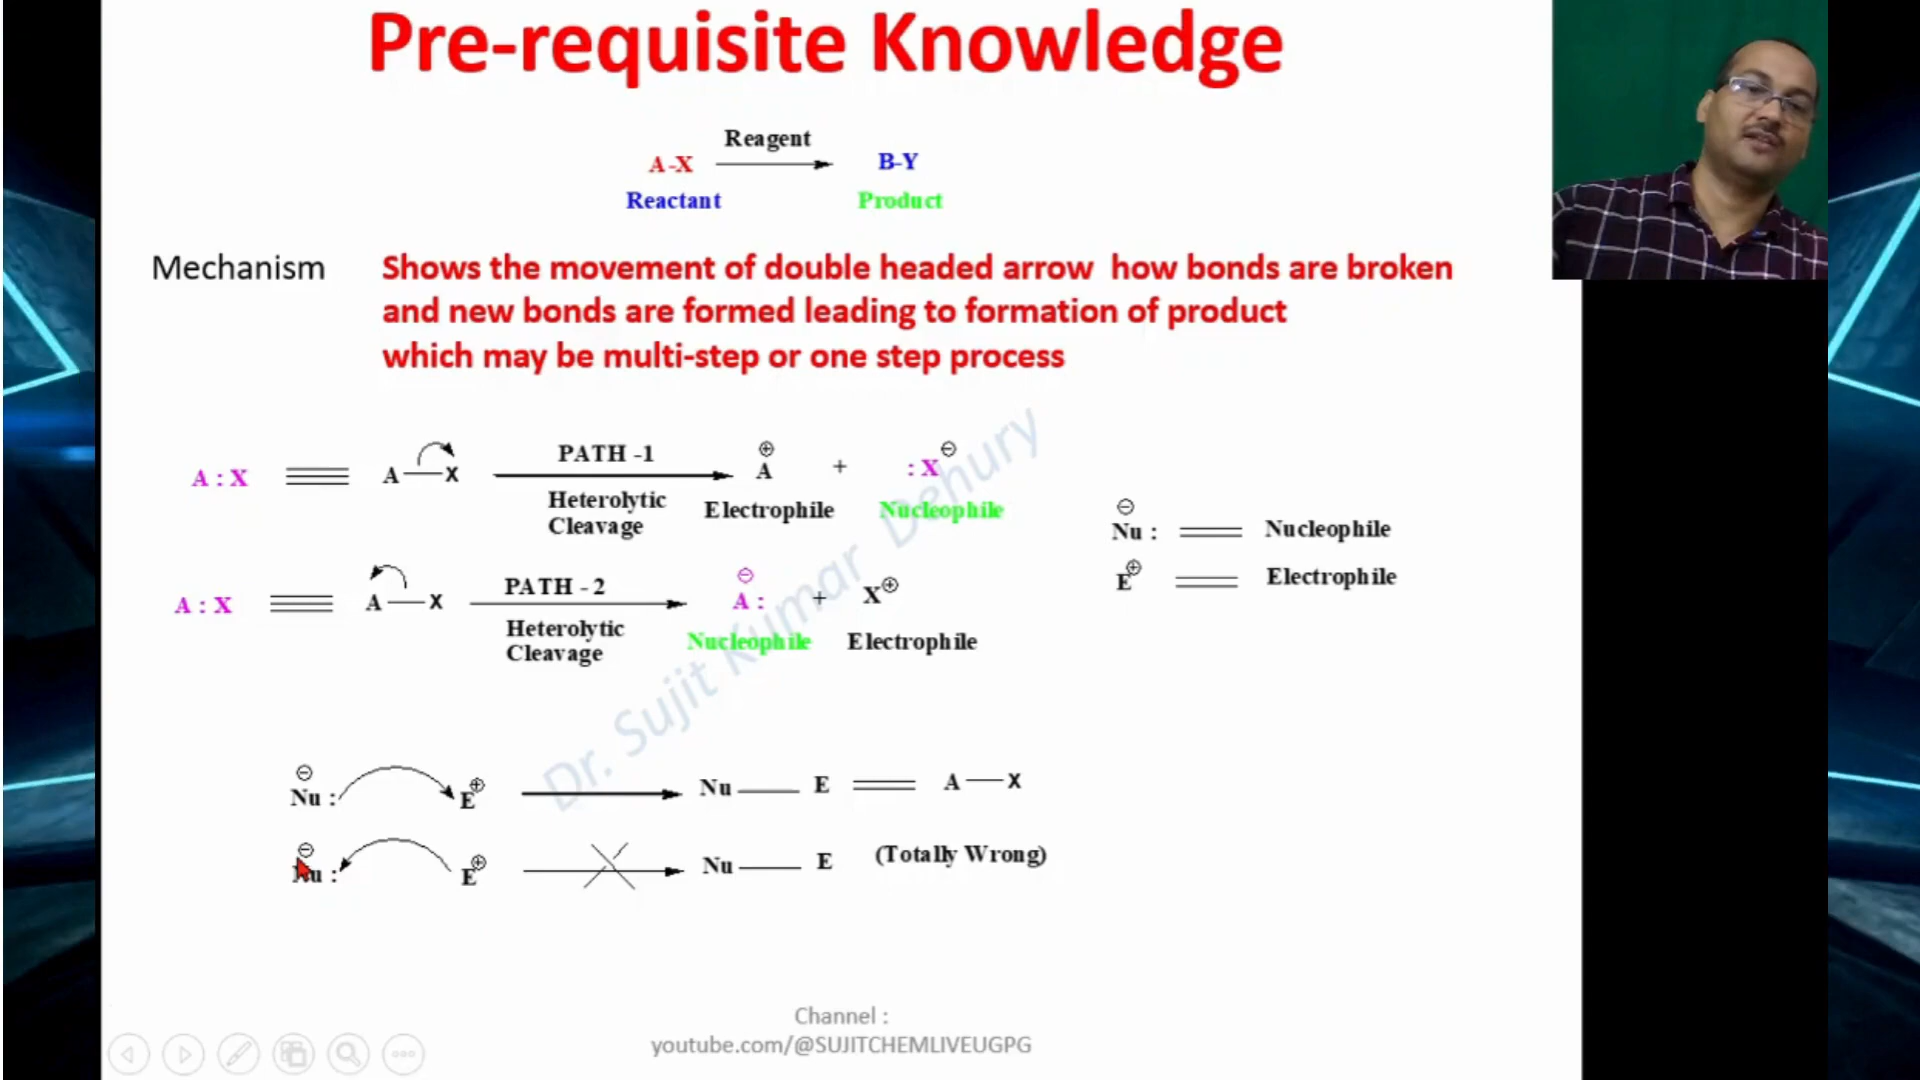 Pre-requisite Knowledge
Reagent
A-X B-Y
Reactant Product
Mechanism Shows the movement of double headed arrow how bonds are broken
and new bonds are formed leading to formation of product
which may be multi-step or one step process
A : X A X PATH -1 ⊕ A + : X ⊖
Heterolytic Electrophile Nucleophile
Cleavage
⊖
Nu : Nucleophile
E⊕ Electrophile
A : X A X PATH - 2 ⊖ A : + X⊕
Heterolytic Nucleophile Electrophile
Cleavage
⊖
Nu : E⊕ Nu E A X
⊖
Nu : E⊕ Nu E (Totally Wrong)
Dr. Sujit Kumar Dehury
Channel :
youtube.com/@SUJITCHEMLIVEUGPG